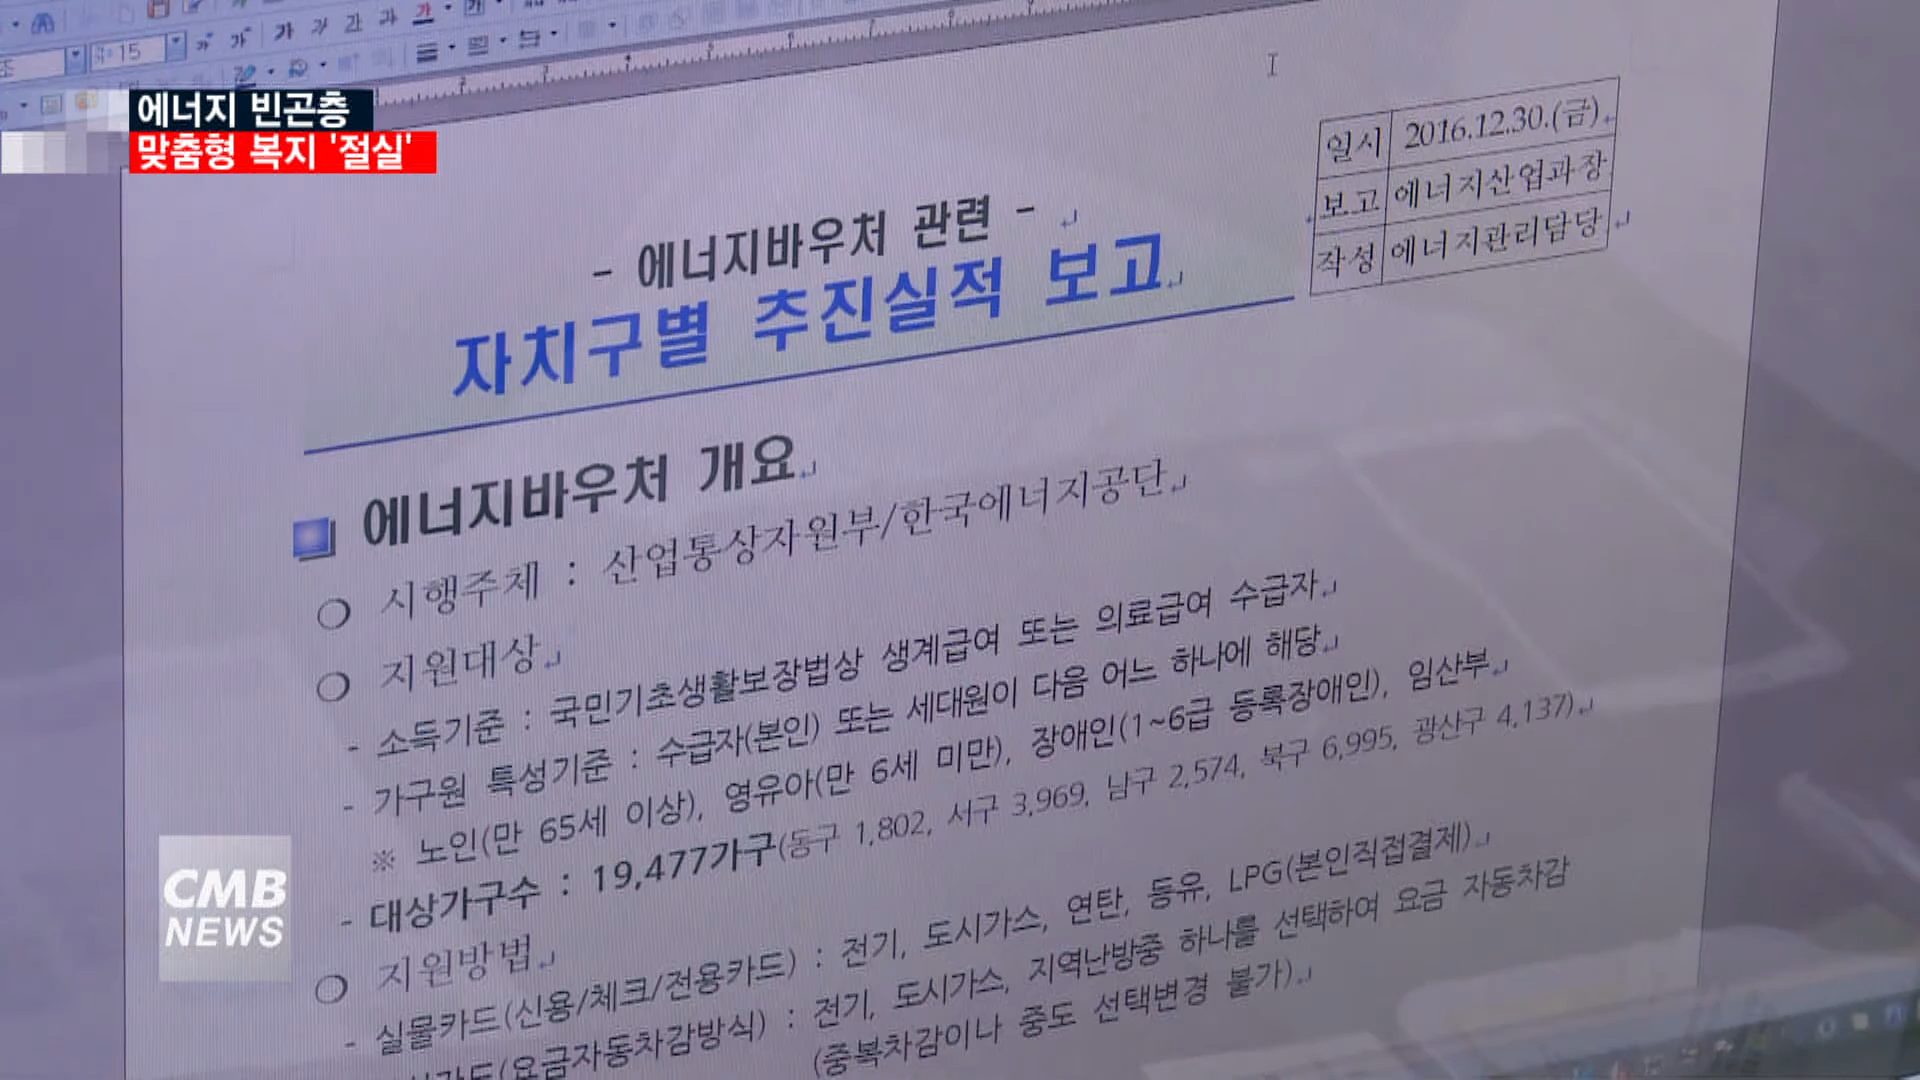 15
에너지 빈곤층
맞춤형 복지 '절실'
일시 2016.12.30.(금)
보고 에너지산업과장
작성 에너지관리담당
- 에너지바우처 관련 -
자치구별 추진실적 보고
에너지바우처 개요
○ 시행주체 : 산업통상자원부/한국에너지공단
○ 지원대상
- 소득기준 : 국민기초생활보장법상 생계급여 또는 의료급여 수급자
- 가구원 특성기준 : 수급자(본인) 또는 세대원이 다음 어느 하나에 해당
※ 노인(만 65세 이상), 영유아(만 6세 미만), 장애인(1~6급 등록장애인), 임산부
- 대상가구수 : 19,477가구(동구 1,802, 서구 3,969, 남구 2,574, 북구 6,995, 광산구 4,137)
○ 지원방법
- 실물카드(신용/체크/전용카드) : 전기, 도시가스, 연탄, 등유, LPG(본인직접결제)
(요금자동차감방식) : 전기, 도시가스, 지역난방중 하나를 선택하여 요금 자동차감
(중복차감이나 중도 선택변경 불가)
CMB
NEWS